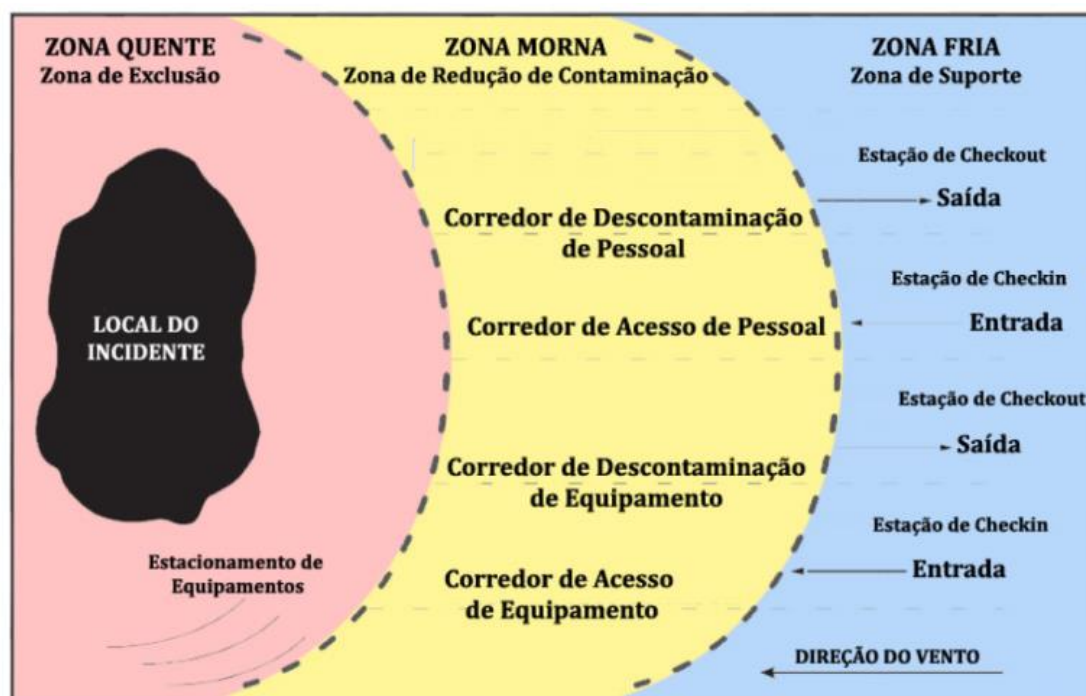 ZONA QUENTE
Zona de Exclusão
ZONA MORNA
Zona de Redução de Contaminação
ZONA FRIA
Zona de Suporte
Estação de Checkout
Saída
Corredor de Descontaminação
de Pessoal
Estação de Checkin
Entrada
Corredor de Acesso de Pessoal
LOCAL DO
INCIDENTE
Estação de Checkout
Saída
Corredor de Descontaminação
de Equipamento
Estação de Checkin
Entrada
Estacionamento de
Equipamentos
Corredor de Acesso
de Equipamento
DIREÇÃO DO VENTO